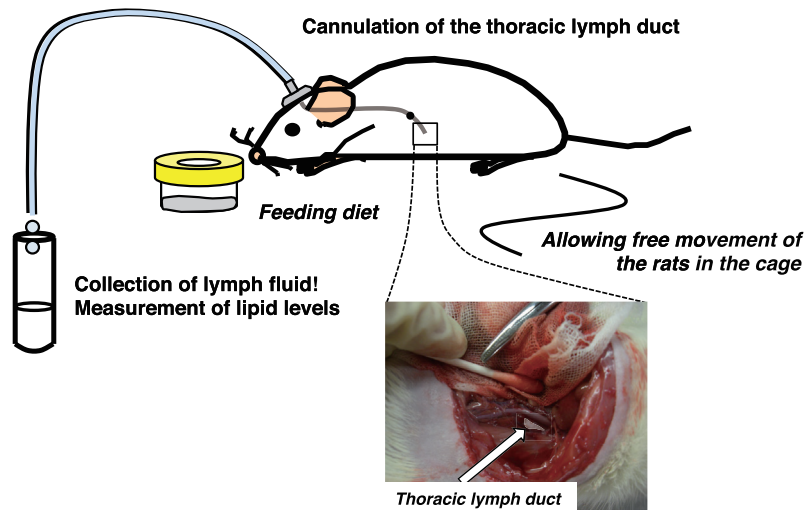 Cannulation of the thoracic lymph duct
Feeding diet
Allowing free movement of
the rats in the cage
Collection of lymph fluid!
Measurement of lipid levels
Thoracic lymph duct